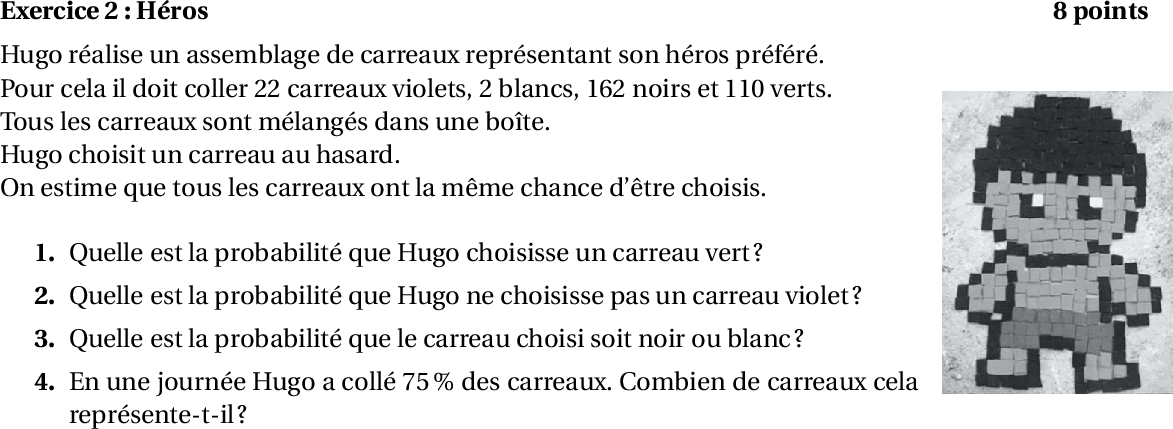 Exercice 2 : Héros 8 points
Hugo réalise un assemblage de carreaux représentant son héros préféré.
Pour cela il doit coller 22 carreaux violets, 2 blancs, 162 noirs et 110 verts.
Tous les carreaux sont mélangés dans une boîte.
Hugo choisit un carreau au hasard.
On estime que tous les carreaux ont la même chance d'être choisis.
1. Quelle est la probabilité que Hugo choisisse un carreau vert ?
2. Quelle est la probabilité que Hugo ne choisisse pas un carreau violet ?
3. Quelle est la probabilité que le carreau choisi soit noir ou blanc ?
4. En une journée Hugo a collé 75 % des carreaux. Combien de carreaux cela
représente-t-il ?